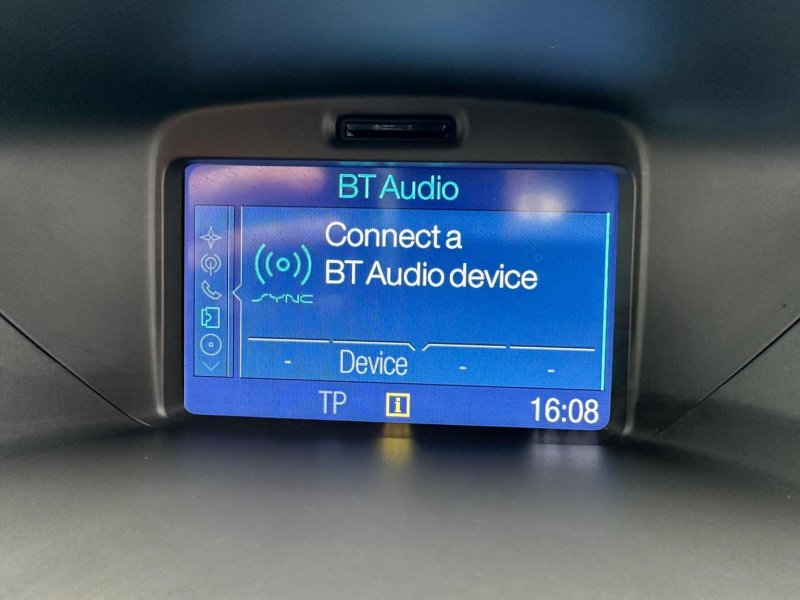 BT Audio
Connect a
BT Audio device
SYNC
- Device - -
TP i 16:08